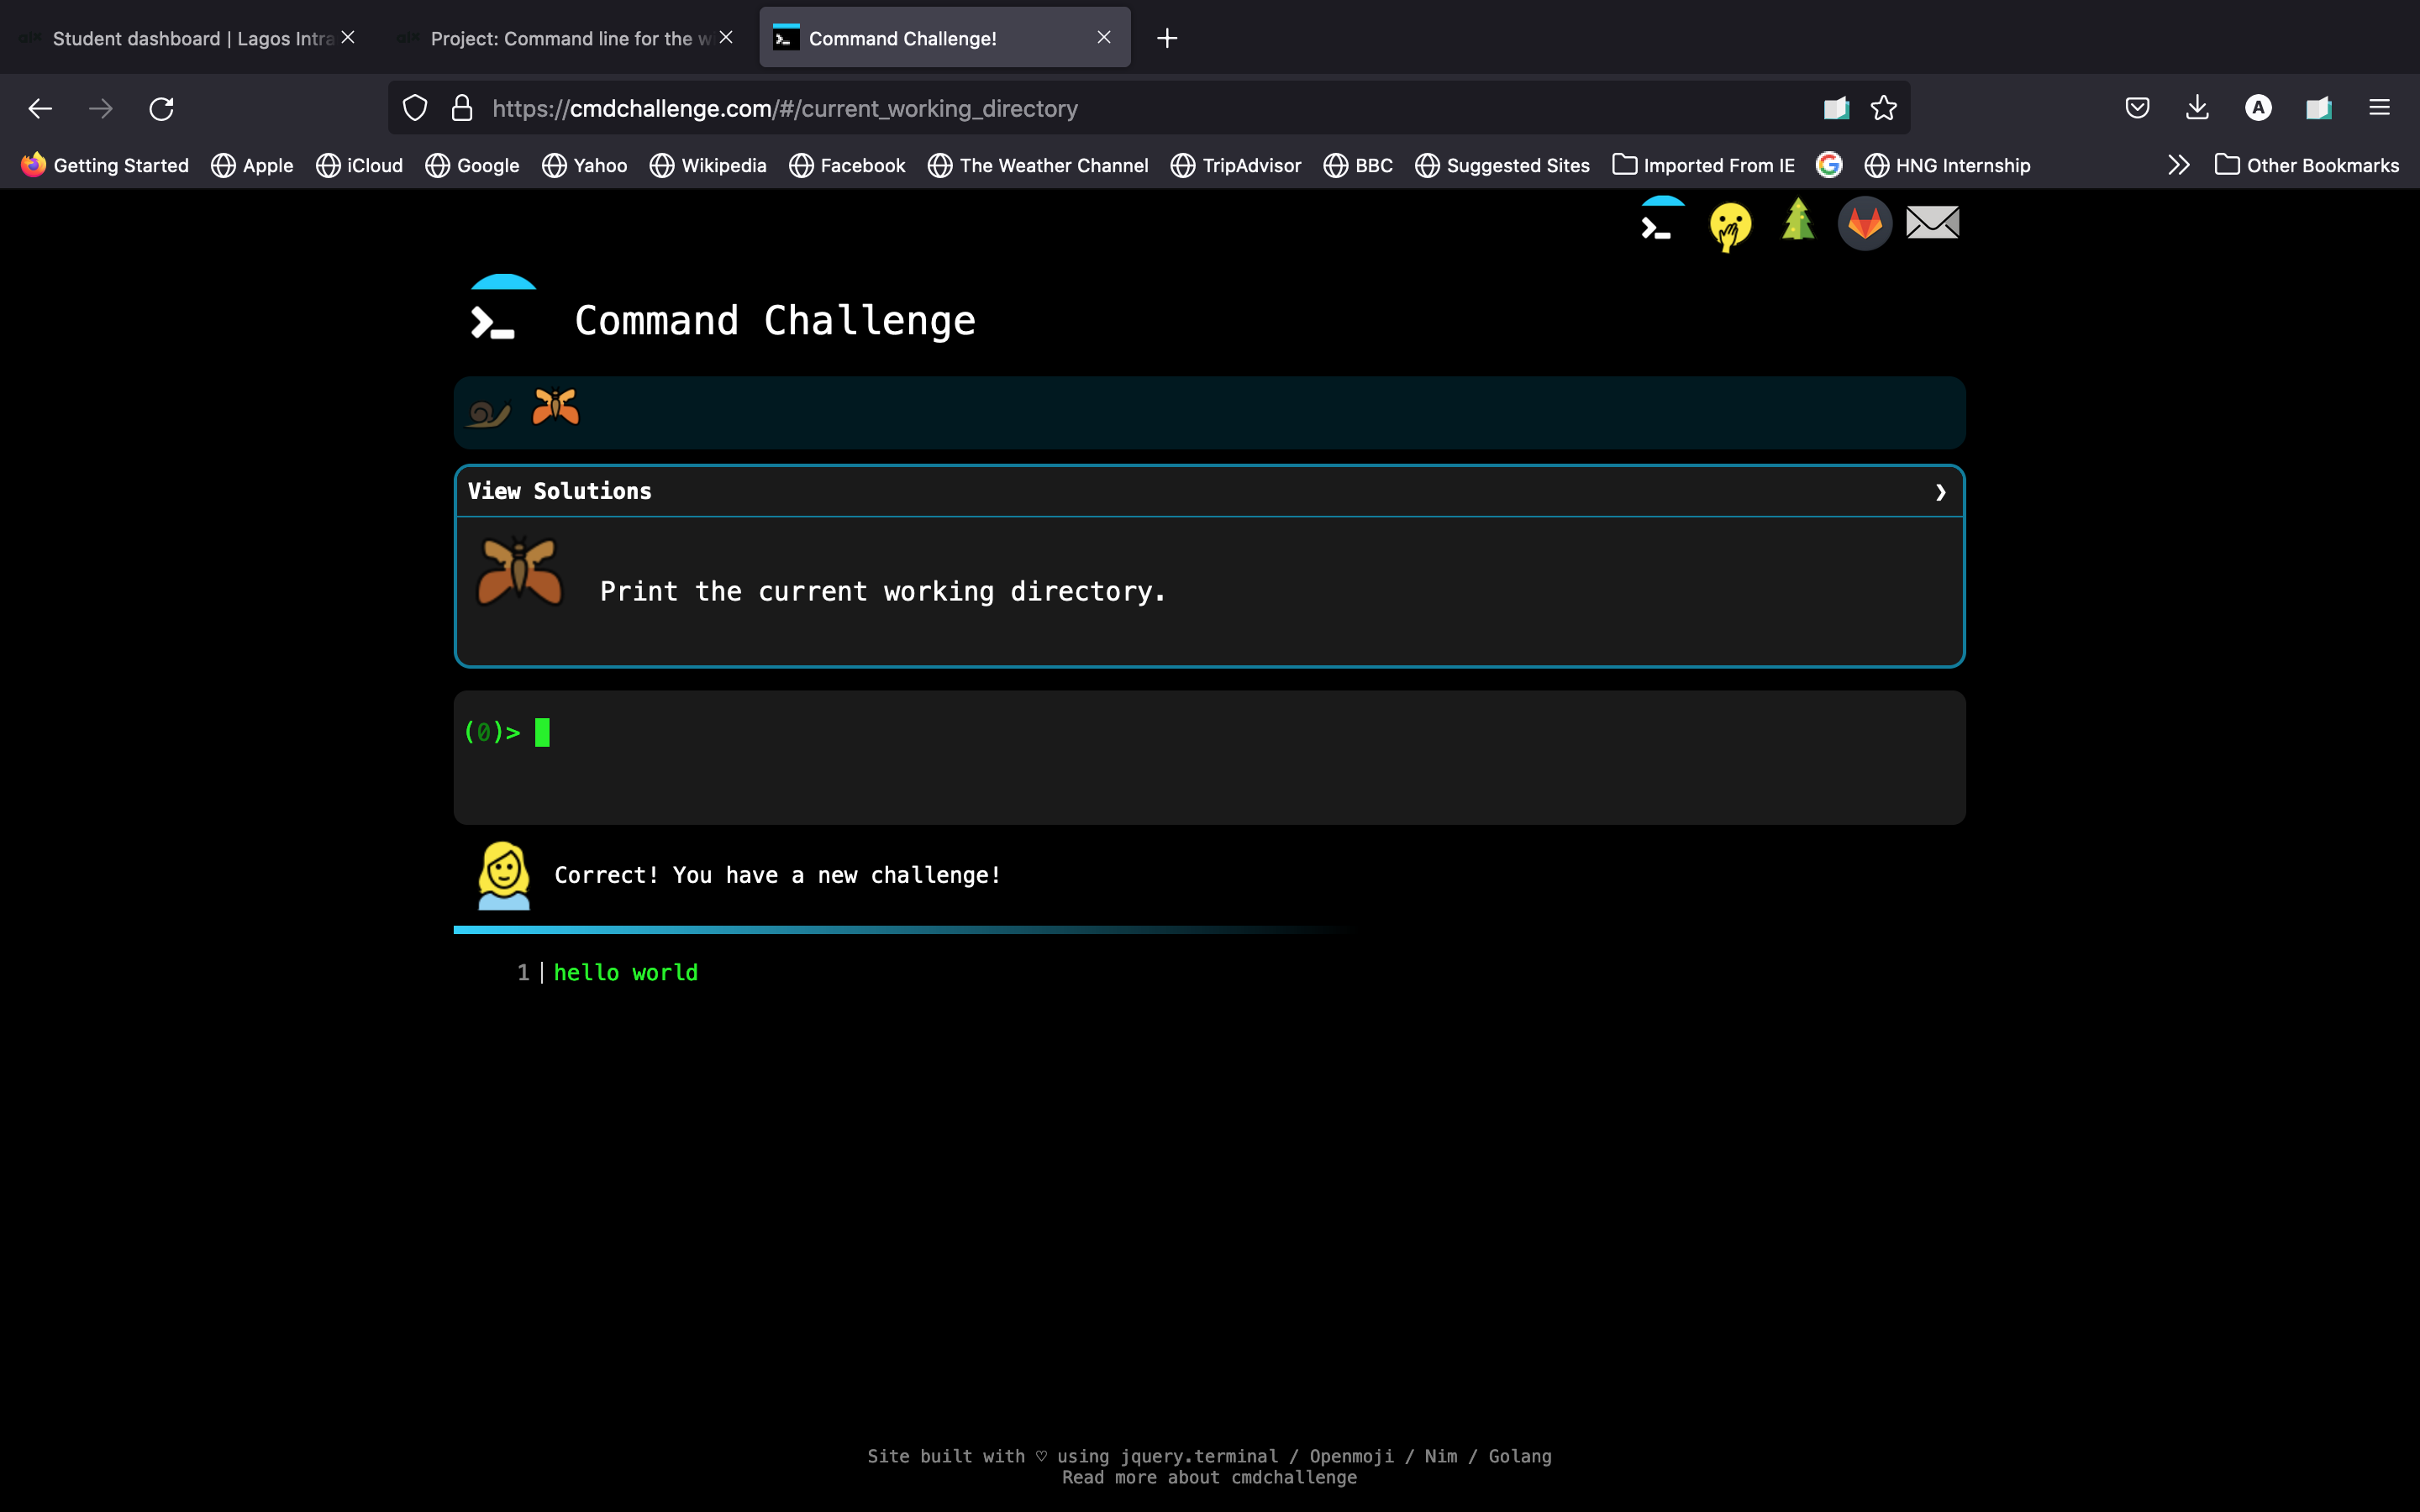 Student dashboard | Lagos Intra
Project: Command line for the w
Command Challenge!
https://cmdchallenge.com/#/current_working_directory
A
Getting Started
Apple
iCloud
Google
Yahoo
Wikipedia
Facebook
The Weather Channel
TripAdvisor
BBC
Suggested Sites
Imported From IE
HNG Internship
Other Bookmarks
Command Challenge
View Solutions
Print the current working directory.
(0)>
Correct! You have a new challenge!
1 | hello world
Site built with ♡ using jquery.terminal / Openmoji / Nim / Golang
Read more about cmdchallenge